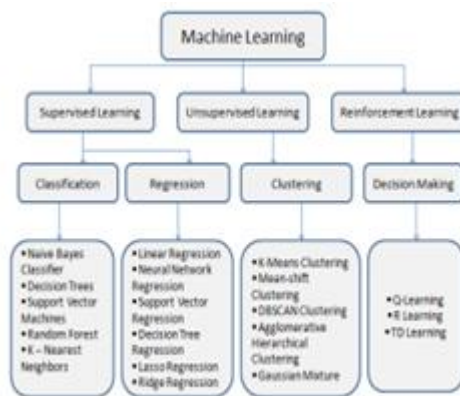 Machine Learning
Supervised Learning
Unsupervised Learning
Reinforcement Learning
Classification
Regression
Clustering
Decision Making
▪ Naive Bayes
Classifier
▪ Decision Trees
▪ Support Vector
Machines
▪ Random Forest
▪ K – Nearest
Neighbors
▪ Linear Regression
▪ Neural Network
Regression
▪ Support Vector
Regression
▪ Decision Tree
Regression
▪ Lasso Regression
▪ Ridge Regression
▪ K-Means Clustering
▪ Mean-shift
Clustering
▪ DBSCAN Clustering
▪ Agglomerative
Hierarchical
Clustering
▪ Gaussian Mixture
▪ Q-Learning
▪ R Learning
▪ TD Learning